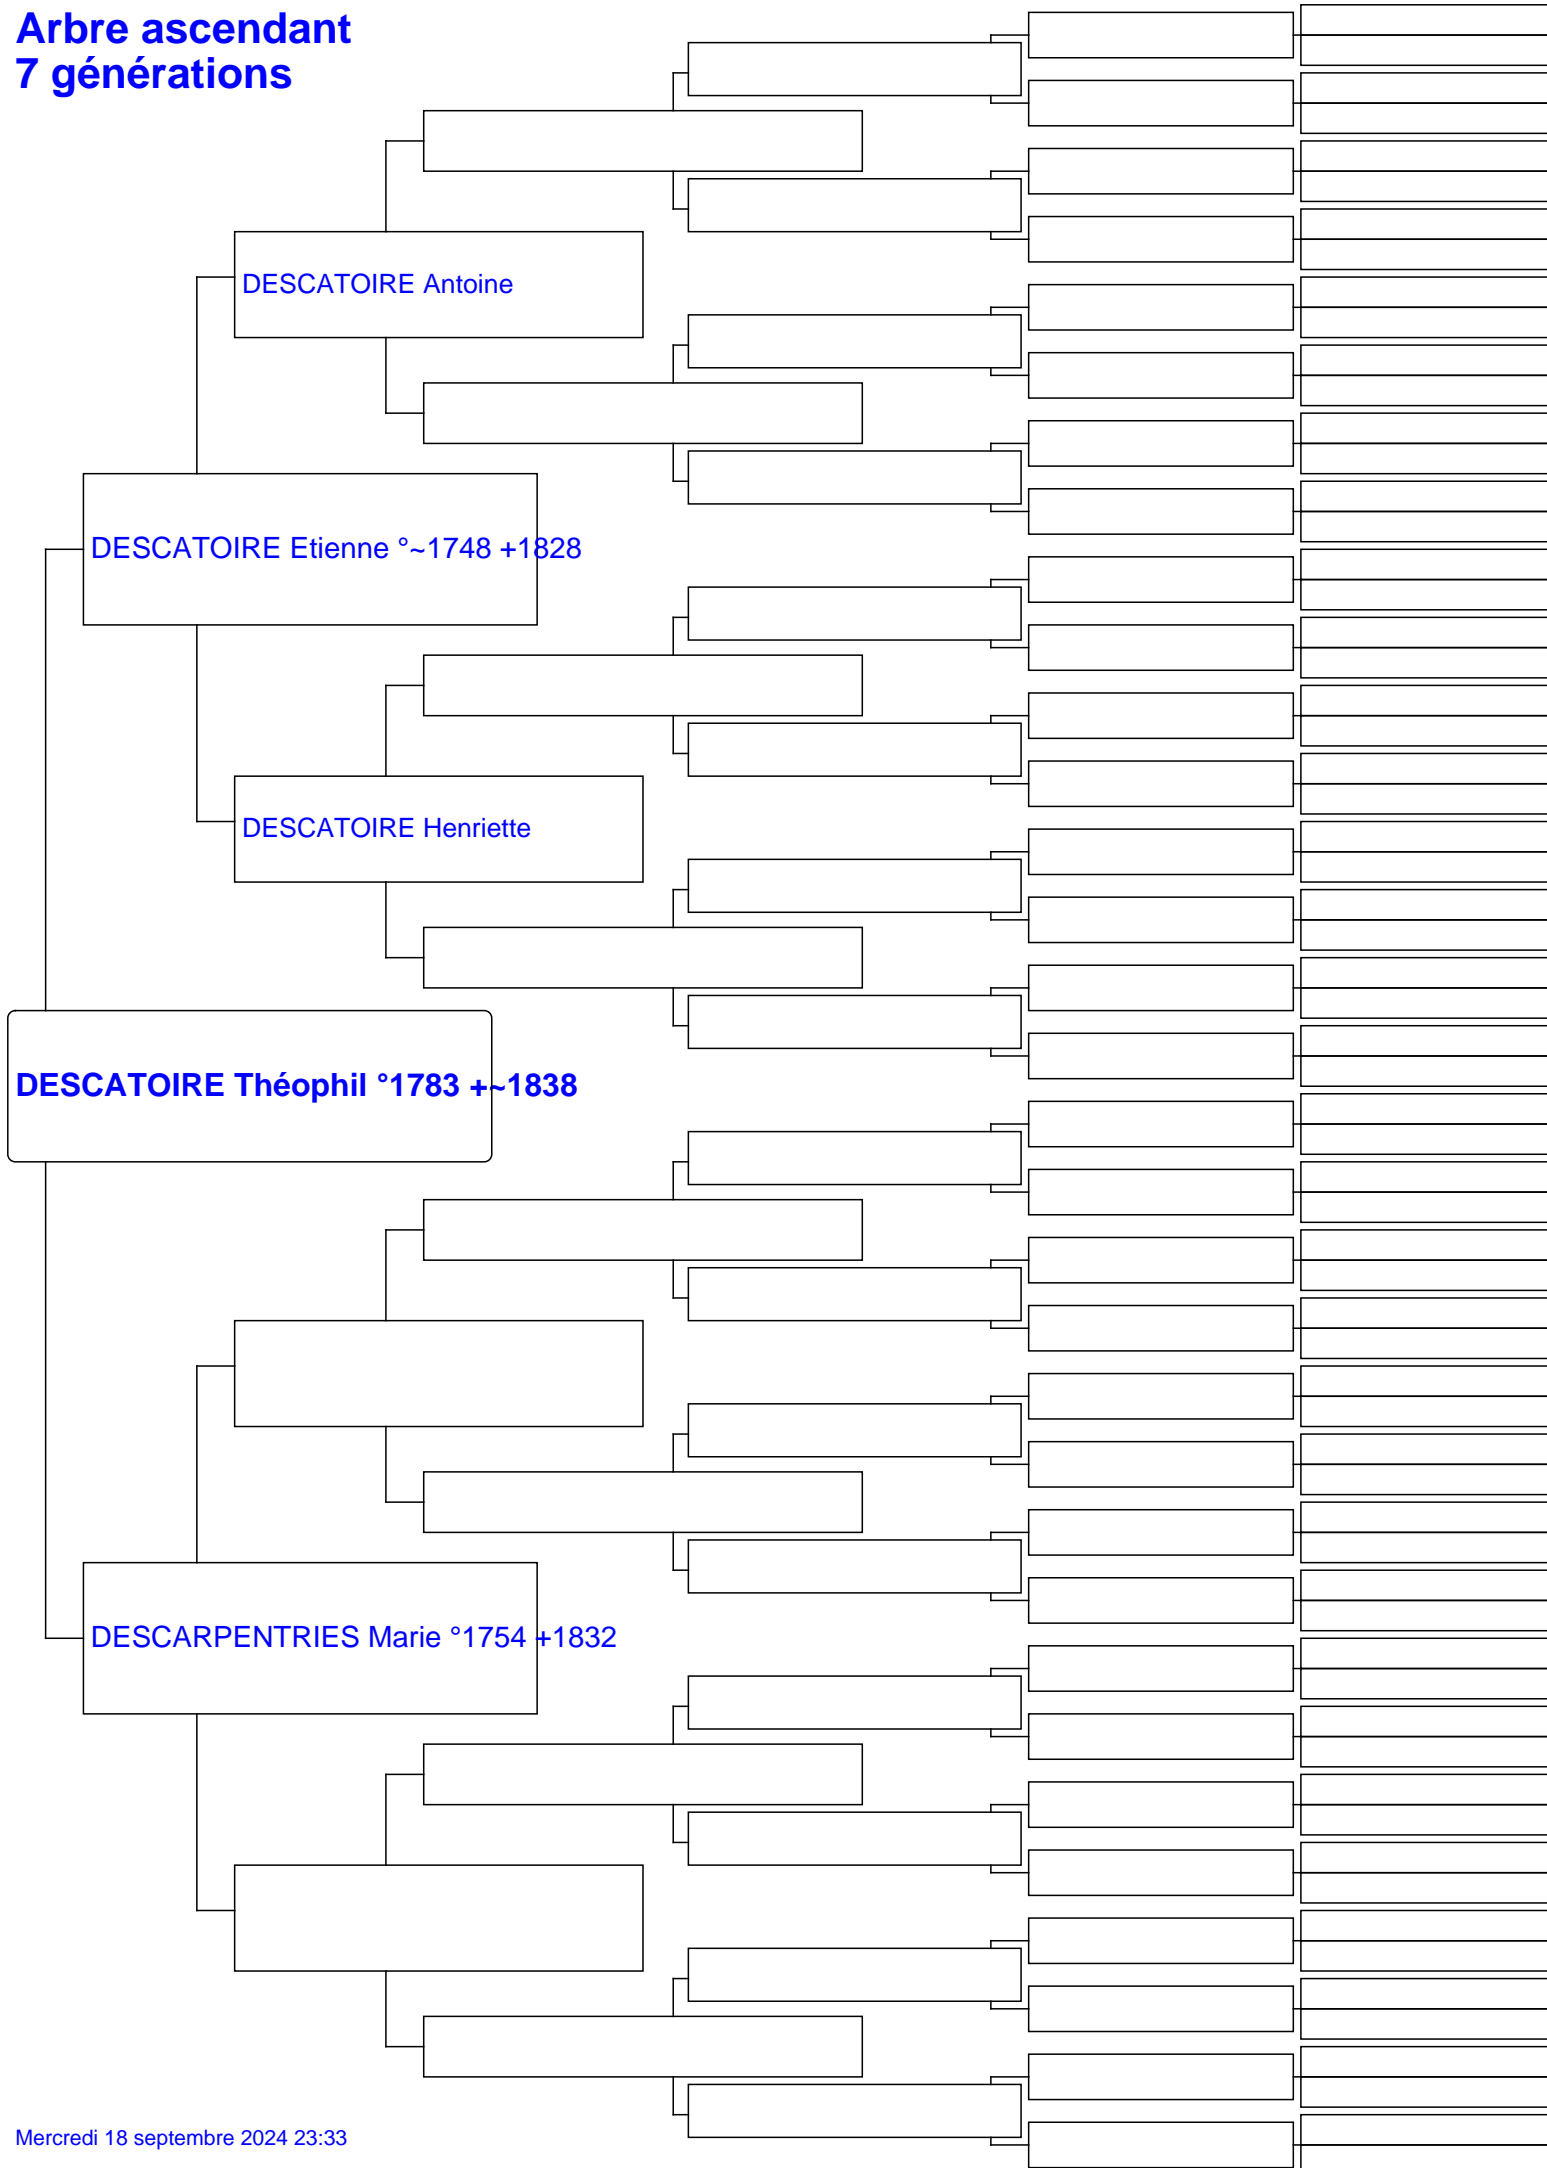 Arbre ascendant
7 générations
DESCATOIRE Antoine
DESCATOIRE Etienne °~1748 +1828
DESCATOIRE Henriette
DESCATOIRE Théophil °1783 +~1838
DESCARPENTRIES Marie °1754 +1832
Mercredi 18 septembre 2024 23:33